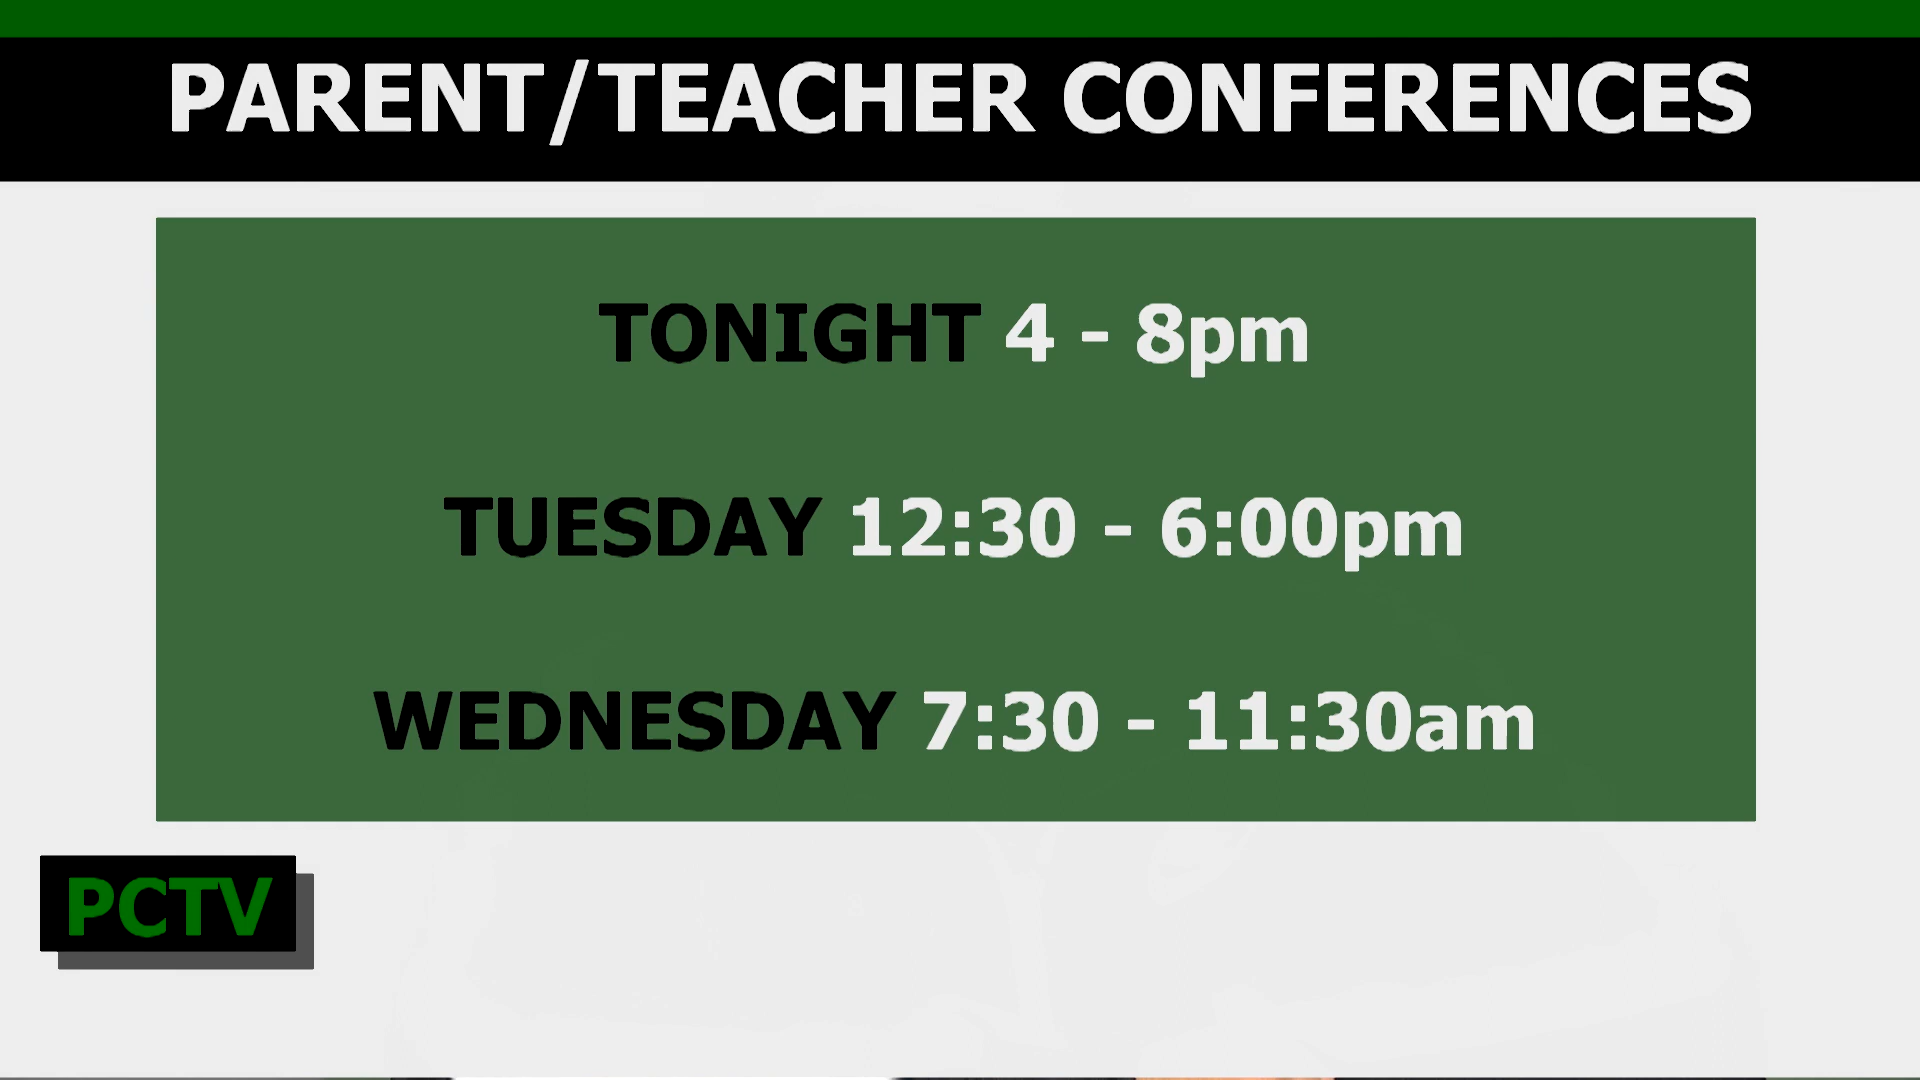 PARENT/TEACHER CONFERENCES
TONIGHT 4 - 8pm
TUESDAY 12:30 - 6:00pm
WEDNESDAY 7:30 - 11:30am
PCTV